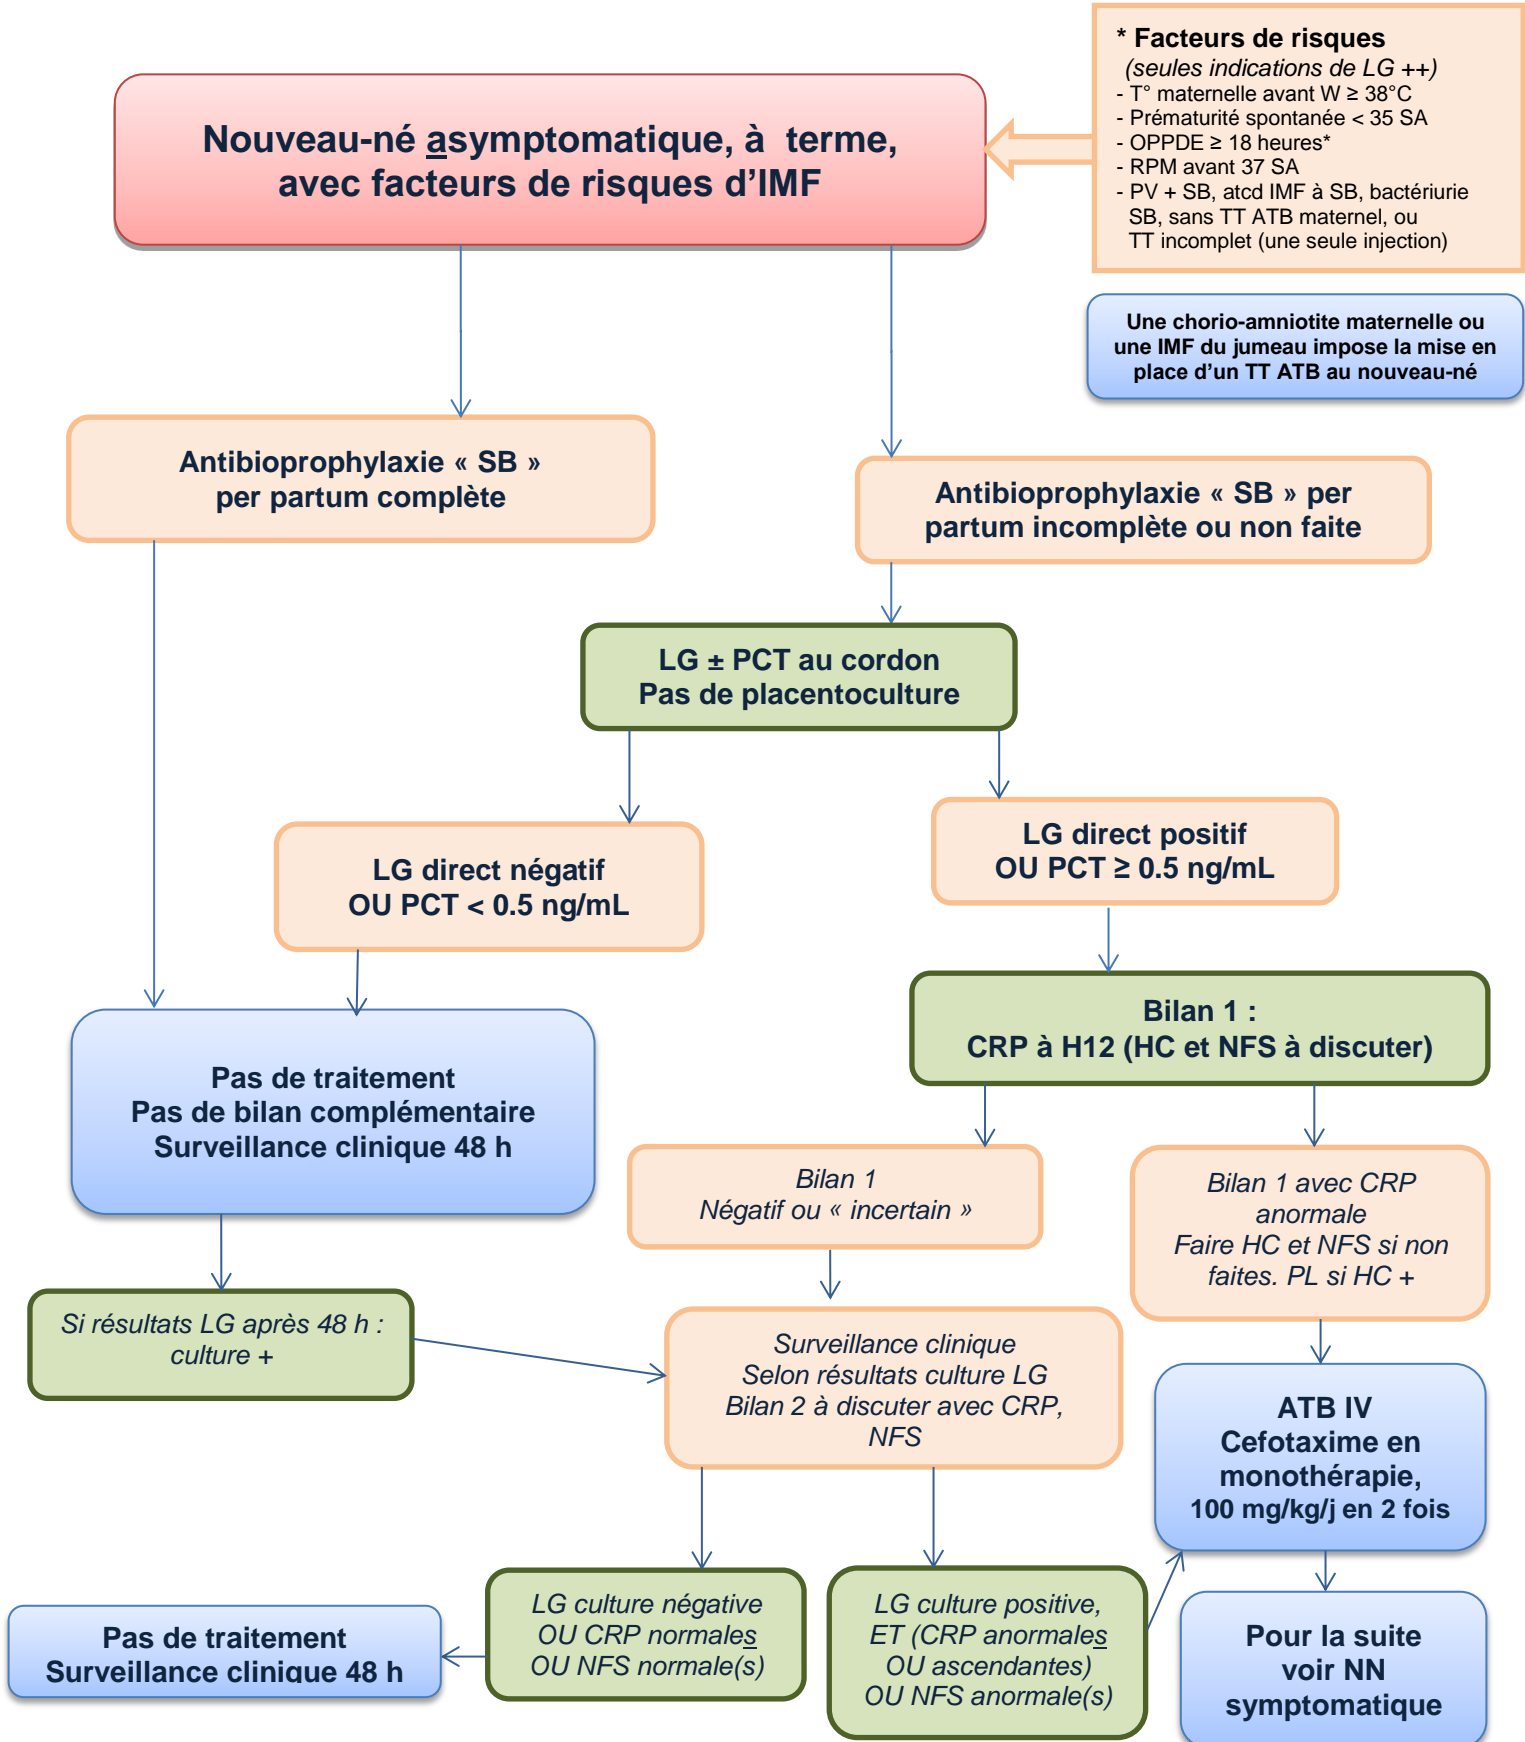 * Facteurs de risques
(seules indications de LG ++)
- T° maternelle avant W ≥ 38°C
- Prématurité spontanée < 35 SA
- OPPDE ≥ 18 heures*
- RPM avant 37 SA
- PV + SB, atcd IMF à SB, bactériurie
SB, sans TT ATB maternel, ou
TT incomplet (une seule injection)
Nouveau-né asymptomatique, à terme,
avec facteurs de risques d'IMF
Une chorio-amniotite maternelle ou
une IMF du jumeau impose la mise en
place d'un TT ATB au nouveau-né
Antibioprophylaxie « SB »
per partum complète
Antibioprophylaxie « SB » per
partum incomplète ou non faite
LG ± PCT au cordon
Pas de placentoculture
LG direct négatif
OU PCT < 0.5 ng/mL
LG direct positif
OU PCT ≥ 0.5 ng/mL
Bilan 1 :
CRP à H12 (HC et NFS à discuter)
Pas de traitement
Pas de bilan complémentaire
Surveillance clinique 48 h
Bilan 1
Négatif ou « incertain »
Bilan 1 avec CRP
anormale
Faire HC et NFS si non
faites. PL si HC +
Si résultats LG après 48 h :
culture +
Surveillance clinique
Selon résultats culture LG
Bilan 2 à discuter avec CRP,
NFS
ATB IV
Cefotaxime en
monothérapie,
100 mg/kg/j en 2 fois
LG culture négative
OU CRP normales
OU NFS normale(s)
LG culture positive,
ET (CRP anormales
OU ascendantes)
OU NFS anormale(s)
Pas de traitement
Surveillance clinique 48 h
Pour la suite
voir NN
symptomatique